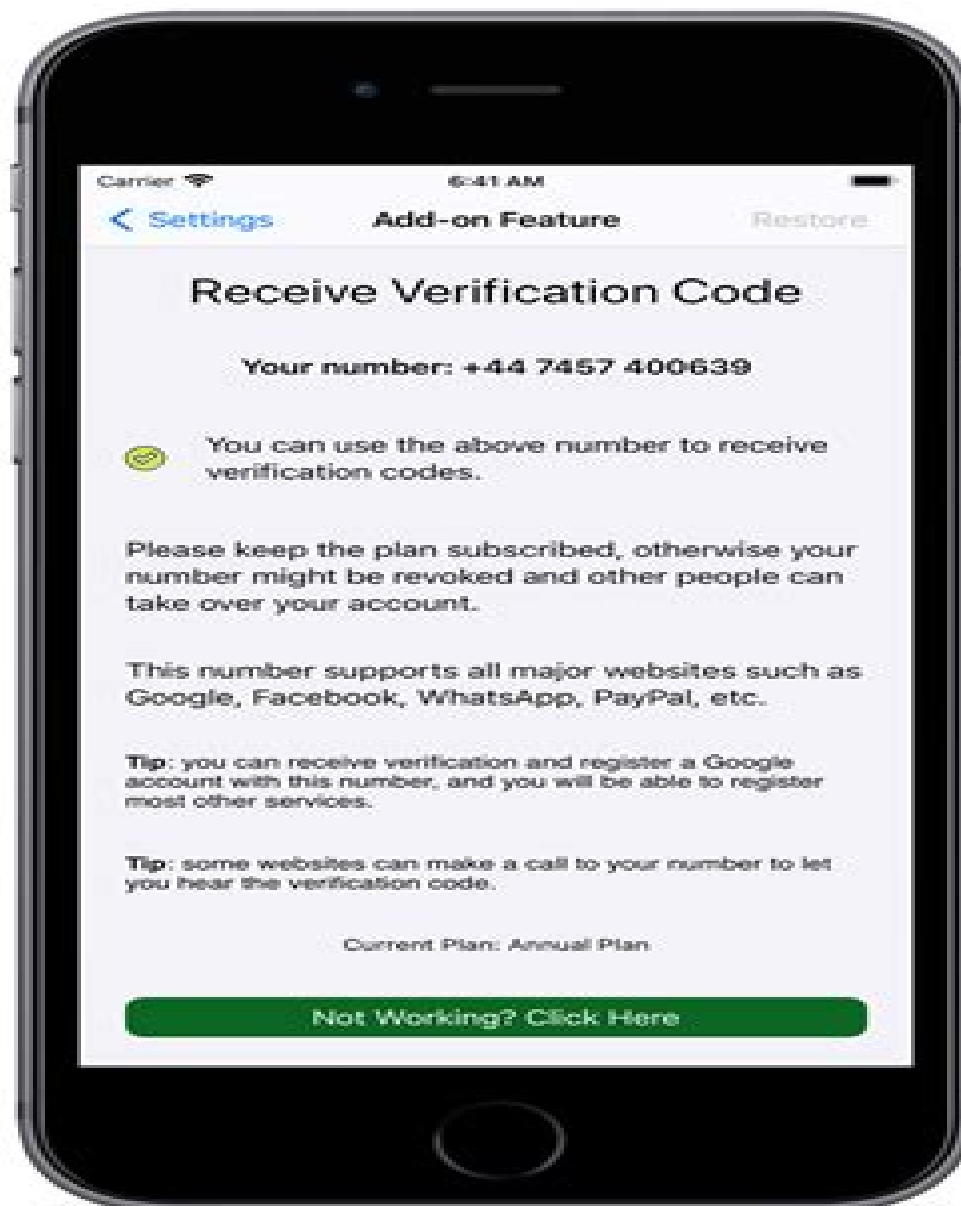 Carrier 6:41 AM
Settings Add-on Feature Restore
Receive Verification Code
Your number: +44 7457 400639
You can use the above number to receive
verification codes.
Please keep the plan subscribed, otherwise your
number might be revoked and other people can
take over your account.
This number supports all major websites such as
Google, Facebook, WhatsApp, PayPal, etc.
Tip: you can receive verification and register a Google
account with this number, and you will be able to register
most other services.
Tip: some websites can make a call to your number to let
you hear the verification code.
Current Plan: Annual Plan
Not Working? Click Here